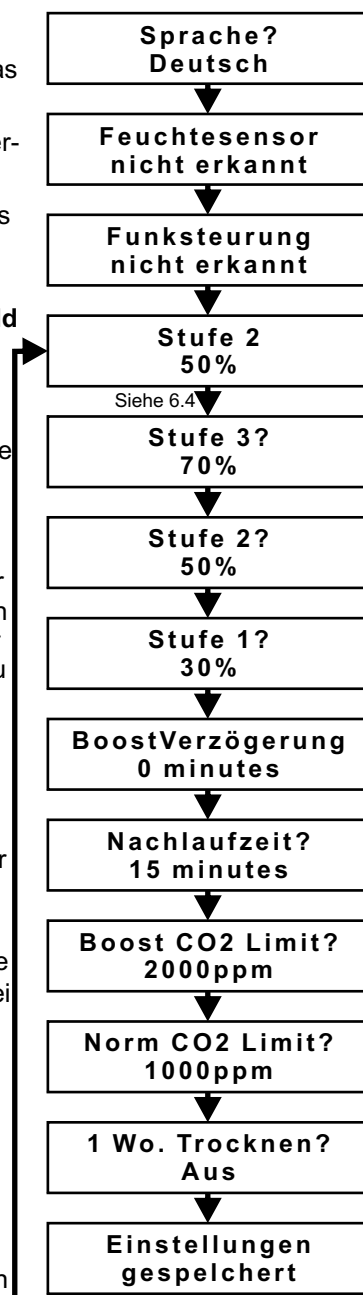 Sprache?
Deutsch
Feuchtesensor
nicht erkannt
Funksteurung
nicht erkannt
Stufe 2
50%
Siehe 6.4
Stufe 3?
70%
Stufe 2?
50%
Stufe 1?
30%
BoostVerzögerung
0 minutes
Nachlaufzeit?
15 minutes
Boost CO2 Limit?
2000ppm
Norm CO2 Limit?
1000ppm
1 Wo. Trocknen?
Aus
Einstellungen
gespelchert